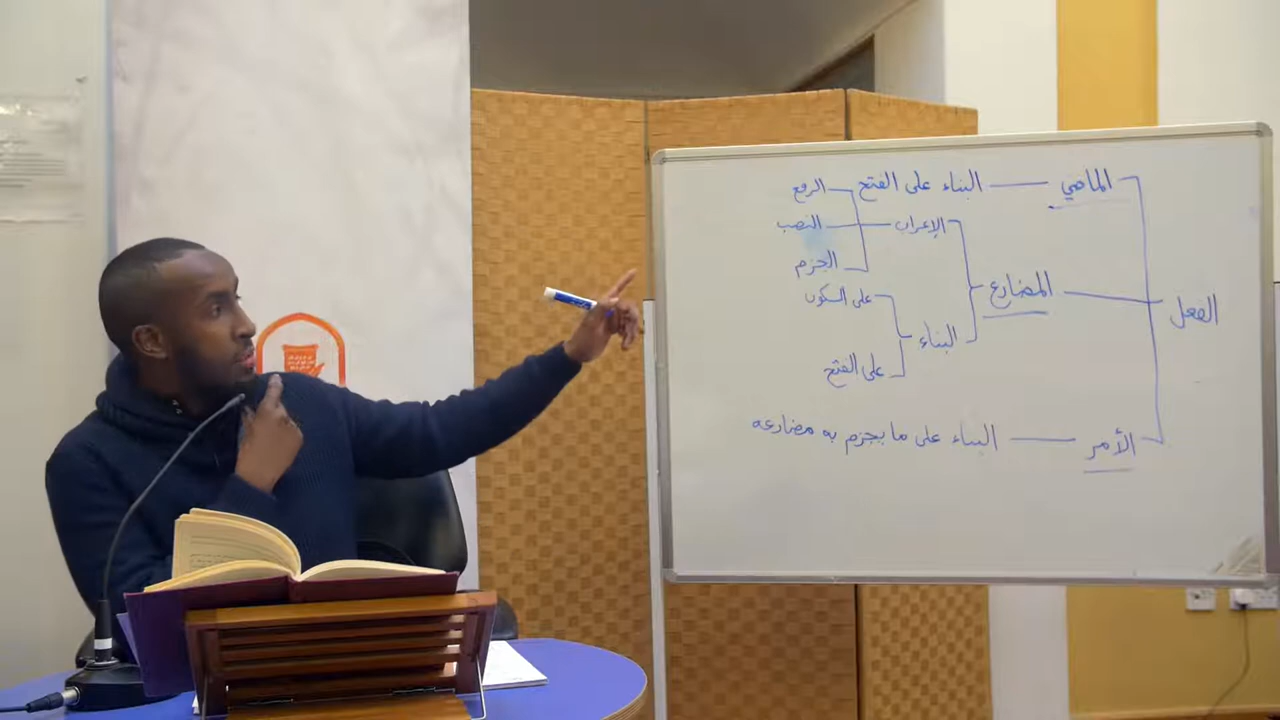 الماضي — البناء على الفتح
الرفع
الإعراب
النصب
الجزم
الفعل
المضارع
على السكون
البناء
على الفتح
الأمر — البناء على ما يجزم به مضارعه